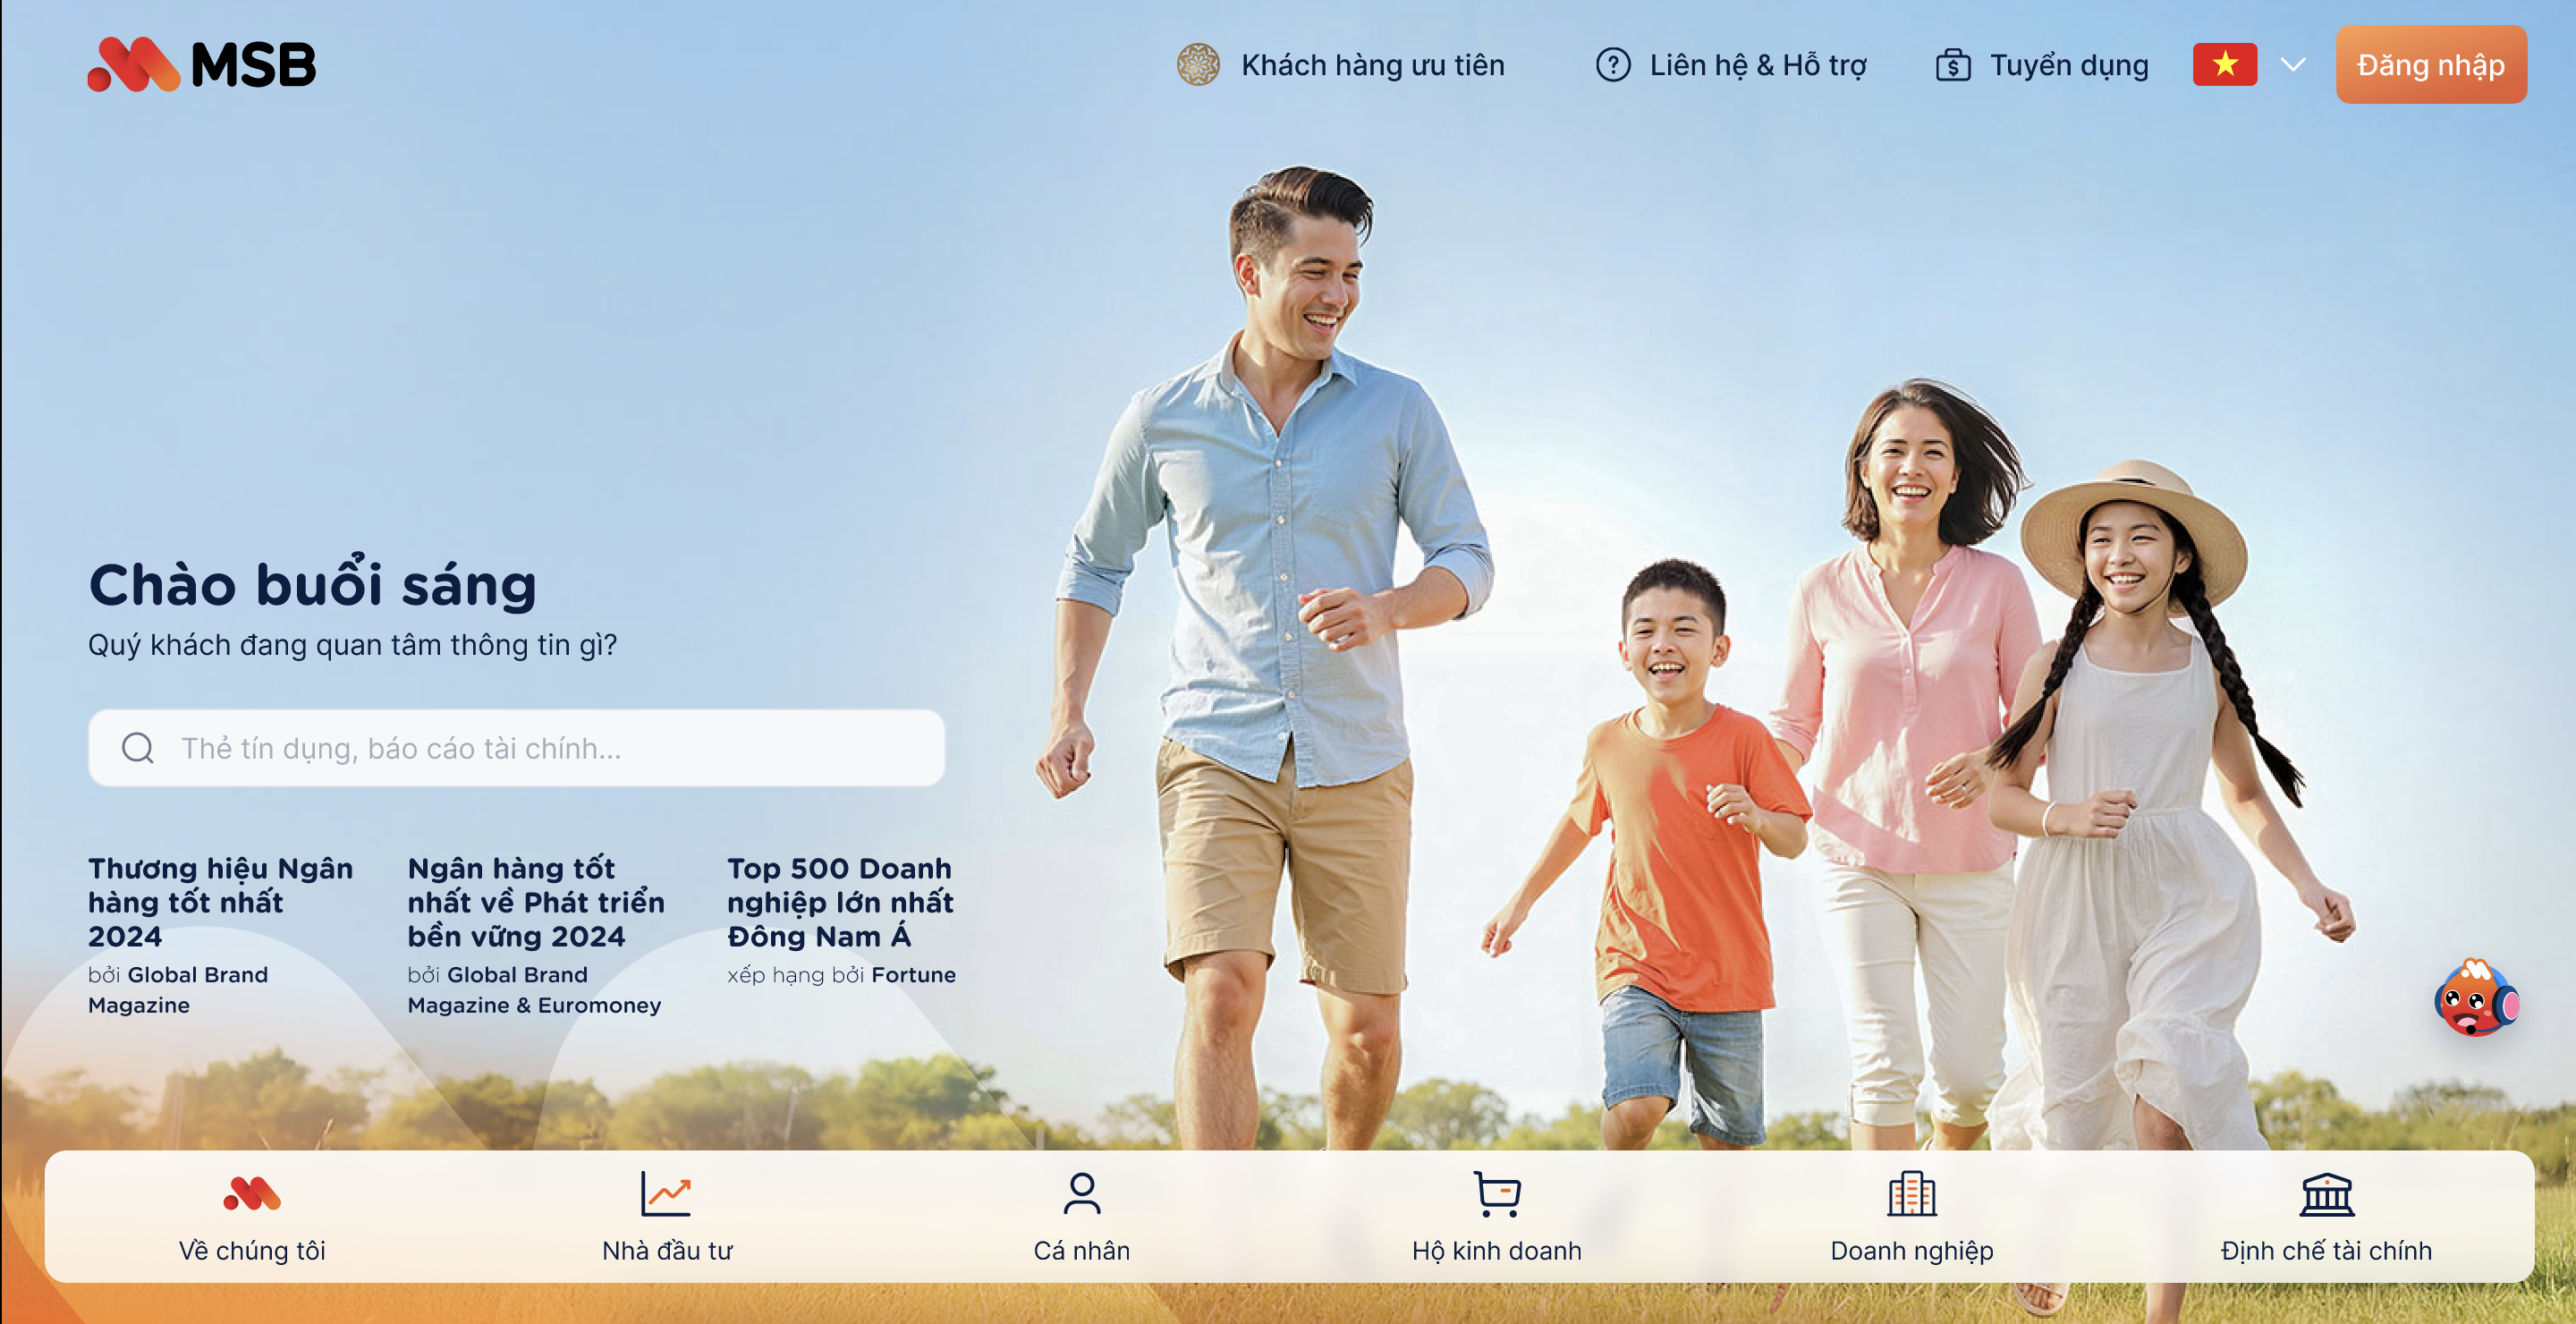 MSB
Khách hàng ưu tiên
Liên hệ & Hỗ trợ
Tuyển dụng
Đăng nhập
Chào buổi sáng
Quý khách đang quan tâm thông tin gì?
Thẻ tín dụng, báo cáo tài chính...
Thương hiệu Ngân
hàng tốt nhất
2024
bởi Global Brand
Magazine
Ngân hàng tốt
nhất về Phát triển
bền vững 2024
bởi Global Brand
Magazine & Euromoney
Top 500 Doanh
nghiệp lớn nhất
Đông Nam Á
xếp hạng bởi Fortune
Về chúng tôi
Nhà đầu tư
Cá nhân
Hộ kinh doanh
Doanh nghiệp
Định chế tài chính